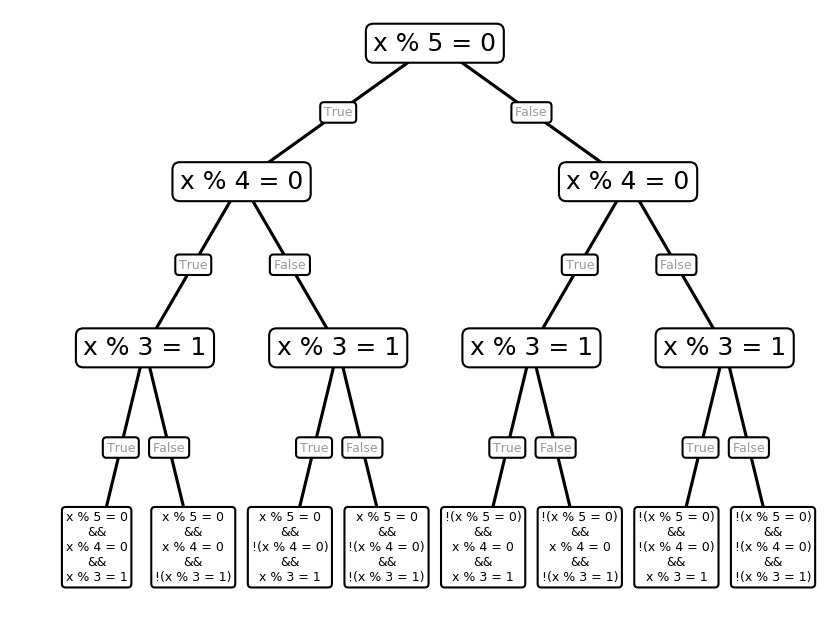 x % 5 = 0
True
False
x % 4 = 0
x % 4 = 0
True
False
True
False
x % 3 = 1
x % 3 = 1
x % 3 = 1
x % 3 = 1
True
False
True
False
True
False
True
False
x % 5 = 0
&&
x % 4 = 0
&&
x % 3 = 1
x % 5 = 0
&&
x % 4 = 0
&&
!(x % 3 = 1)
x % 5 = 0
&&
!(x % 4 = 0)
&&
x % 3 = 1
x % 5 = 0
&&
!(x % 4 = 0)
&&
!(x % 3 = 1)
!(x % 5 = 0)
&&
x % 4 = 0
&&
x % 3 = 1
!(x % 5 = 0)
&&
x % 4 = 0
&&
!(x % 3 = 1)
!(x % 5 = 0)
&&
!(x % 4 = 0)
&&
x % 3 = 1
!(x % 5 = 0)
&&
!(x % 4 = 0)
&&
!(x % 3 = 1)